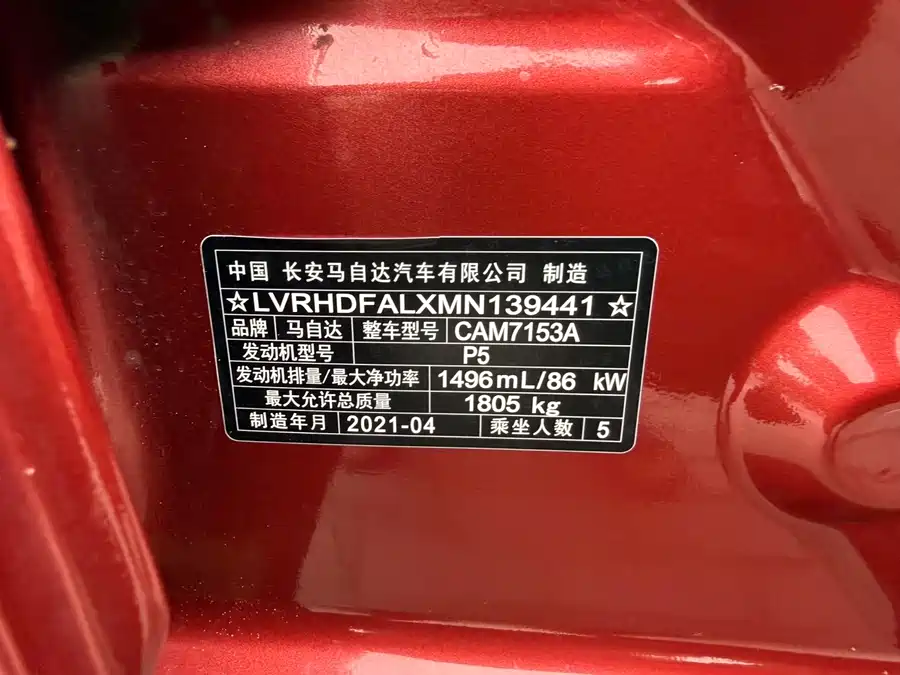 中国 长安马自达汽车有限公司 制造
☆LVRHDFALXMN139441☆
品牌 马自达 整车型号 CAM7153A
发动机型号 P5
发动机排量/最大净功率 1496mL/86 kW
最大允许总质量 1805 kg
制造年月 2021-04 乘坐人数 5